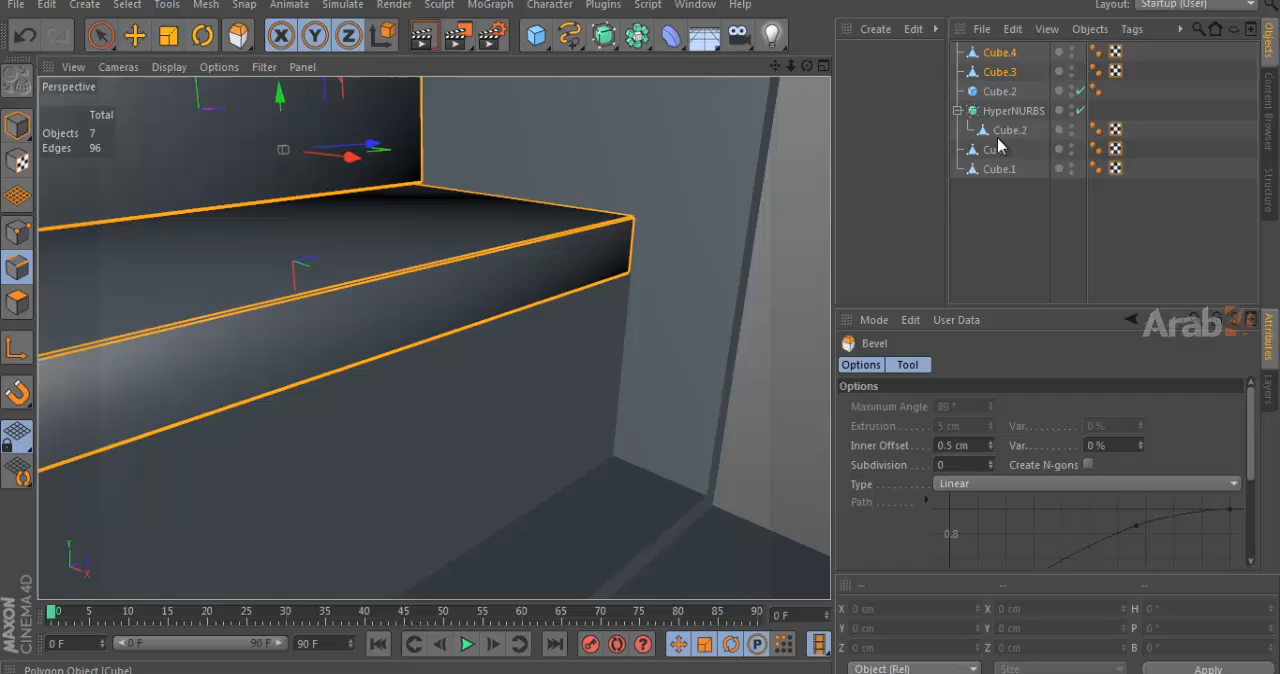 File Edit Create Select Tools Mesh Snap Animate Simulate Render Sculpt MoGraph Character Plugins Script Window Help Layout: Startup (User)
View Cameras Display Options Filter Panel
Create Edit
File Edit View Objects Tags
Perspective
Total
Objects 7
Edges 96
Cube.4
Cube.3
Cube.2
HyperNURBS
Cube.2
Cube.1
Objects
Content Browser
Structure
Mode Edit User Data
Arab
Bevel
Options Tool
Options
Maximum Angle 89 °
Extrusion 5 cm Var. 0 %
Inner Offset 0.5 cm Var. 0 %
Subdivision 0 Create N-gons
Type Linear
Path
0.8
Attributes
Layers
Y
X
0 5 10 15 20 25 30 35 40 45 50 55 60 65 70 75 80 85 90 0 F
0 F 0 F 90 F 90 F
X 0 cm X 0 cm H 0 °
Y 0 cm Y 0 cm P 0 °
Z 0 cm Z 0 cm B 0 °
Object (Rel) Size Apply
MAXON CINEMA 4D
Polygon Object [Cube]